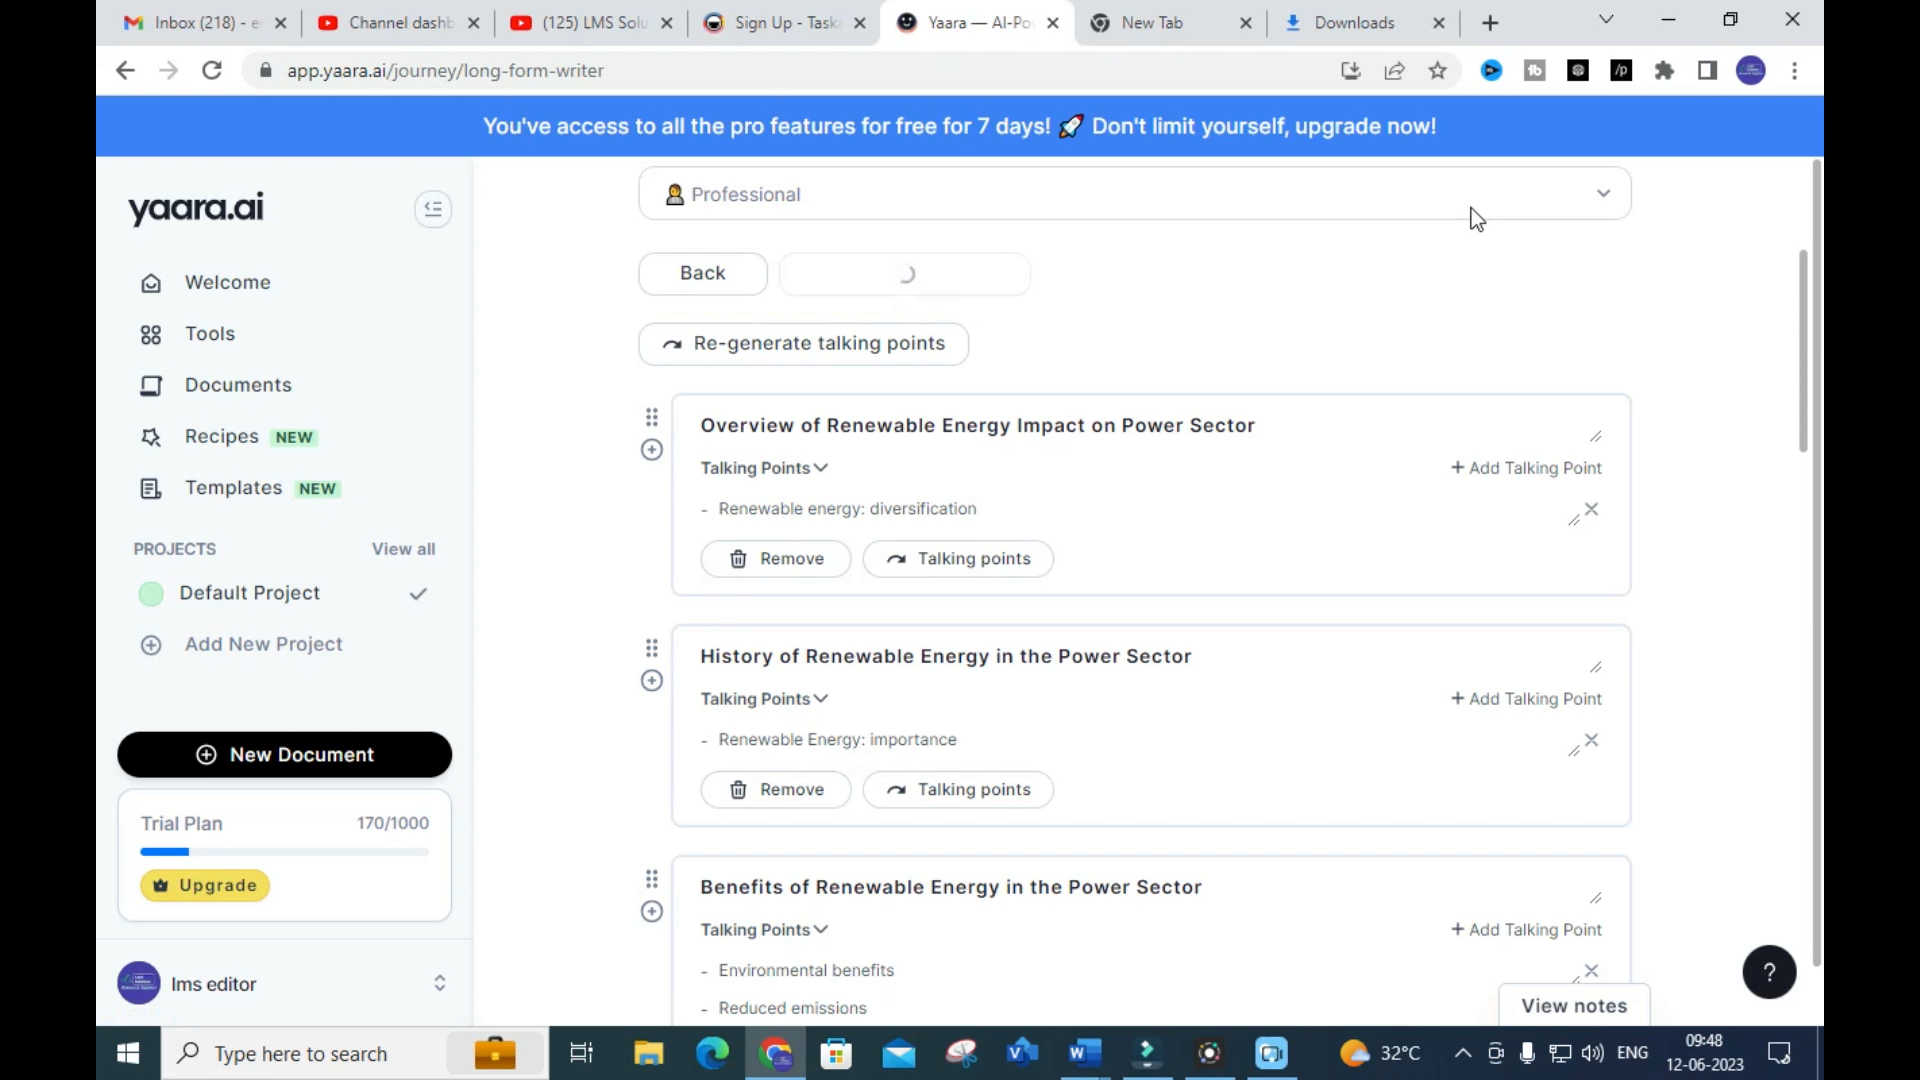 Inbox (218) - e
Channel dashb
(125) LMS Solu
Sign Up - Task
Yaara — AI-Po
New Tab
Downloads
app.yaara.ai/journey/long-form-writer
You've access to all the pro features for free for 7 days! 🚀 Don't limit yourself, upgrade now!
yaara.ai
Welcome
Tools
Documents
Recipes NEW
Templates NEW
PROJECTS View all
Default Project
Add New Project
New Document
Trial Plan 170/1000
Upgrade
lms editor
Professional
Back
Re-generate talking points
Overview of Renewable Energy Impact on Power Sector
Talking Points + Add Talking Point
- Renewable energy: diversification
Remove Talking points
History of Renewable Energy in the Power Sector
Talking Points + Add Talking Point
- Renewable Energy: importance
Remove Talking points
Benefits of Renewable Energy in the Power Sector
Talking Points + Add Talking Point
- Environmental benefits
- Reduced emissions
View notes
?
Type here to search
32°C
ENG
09:48
12-06-2023